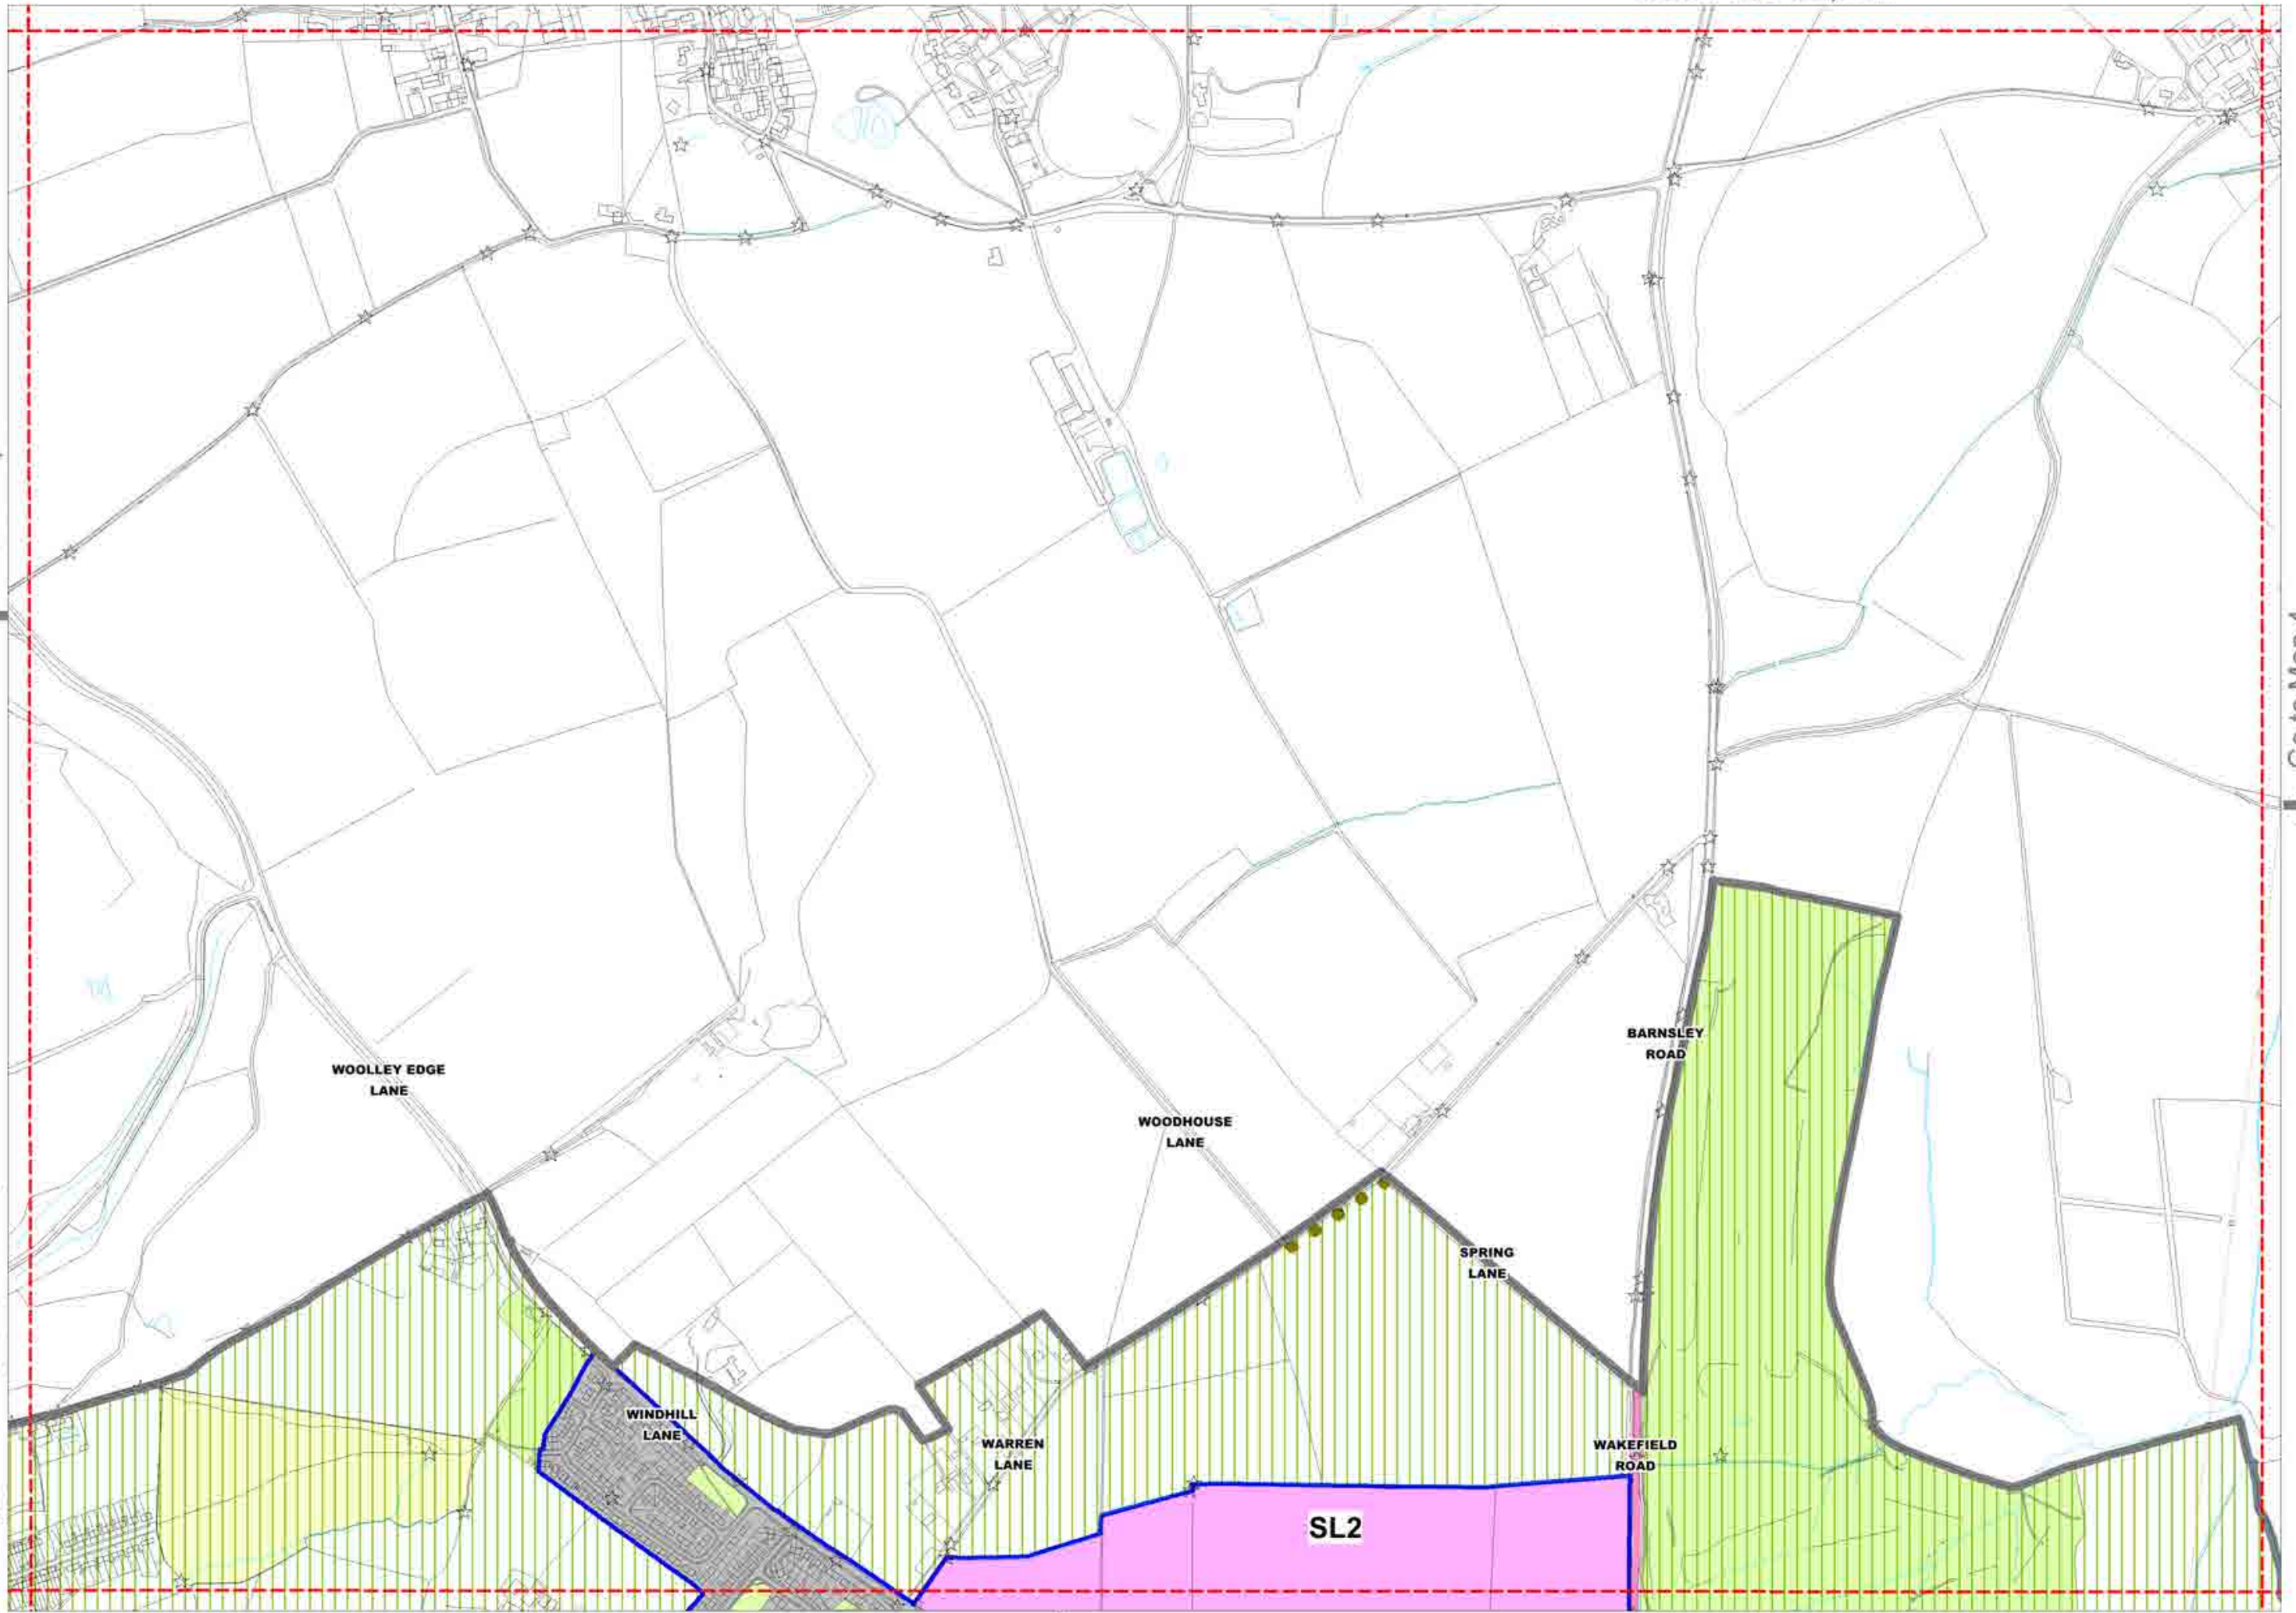 BARNSLEY
ROAD
WOOLLEY EDGE
LANE
WOODHOUSE
LANE
SPRING
LANE
WINDHILL
LANE
WARREN
LANE
WAKEFIELD
ROAD
SL2